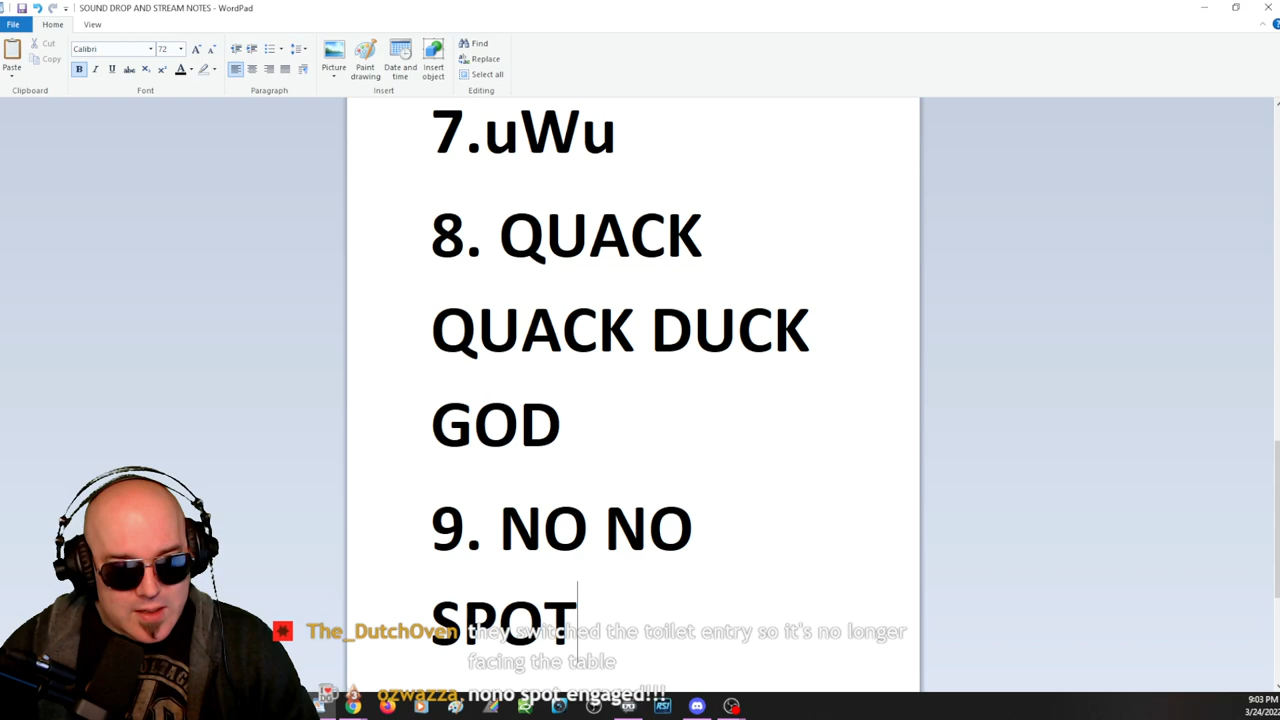 SOUND DROP AND STREAM NOTES - WordPad
File Home View
Cut
Copy
Paste
Calibri 72
Find
Replace
Select all
Picture Paint drawing Date and time Insert object
Clipboard Font Paragraph Insert Editing
7.uWu
8. QUACK
QUACK DUCK
GOD
9. NO NO
SPOT
The_DutchOven they switched the toilet entry so it's no longer
facing the table
ozwazza nono spot engaged!!!
9:03 PM
3/24/202